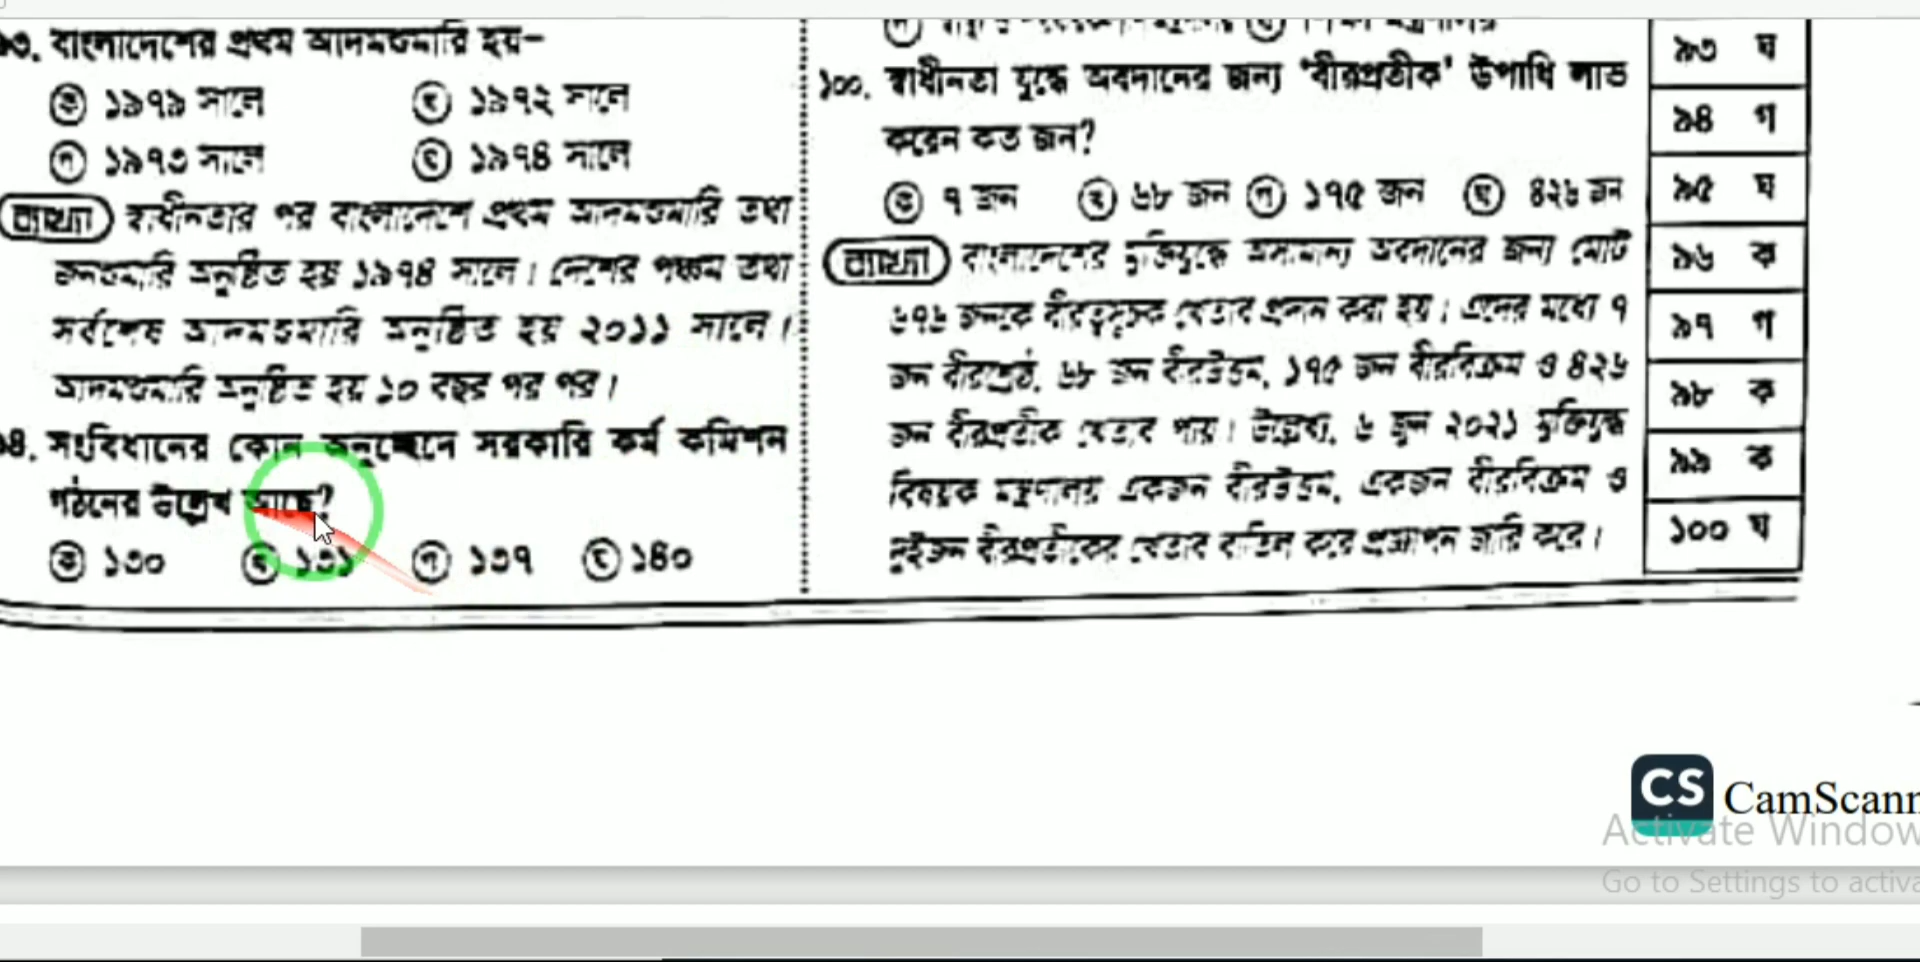 ৯৩. বাংলাদেশের প্রথম আদমশুমারি হয়–
ক ১৯৭১ সালে খ ১৯৭২ সালে
গ ১৯৭৩ সালে ঘ ১৯৭৪ সালে
ব্যাখ্যা স্বাধীনতার পর বাংলাদেশে প্রথম আদমশুমারি তথা
জনশুমারি অনুষ্ঠিত হয় ১৯৭৪ সালে। দেশের পঞ্চম তথা
সর্বশেষ আদমশুমারি অনুষ্ঠিত হয় ২০১১ সালে।
আদমশুমারি অনুষ্ঠিত হয় ১০ বছর পর পর।
৯৪. সংবিধানের কোন অনুচ্ছেদে সরকারি কর্ম কমিশন
গঠনের উল্লেখ আছে?
ক ১৩০ খ ১৩১ গ ১৩৭ ঘ ১৪০
১০০. স্বাধীনতা যুদ্ধে অবদানের জন্য 'বীরপ্রতীক' উপাধি লাভ
করেন কত জন?
ক ৭ জন খ ৬৮ জন গ ১৭৫ জন ঘ ৪২৬ জন
ব্যাখ্যা বাংলাদেশের মুক্তিযুদ্ধে অসামান্য অবদানের জন্য মোট
৬৭৬ জনকে বীরত্বসূচক খেতাব প্রদান করা হয়। এদের মধ্যে ৭
জন বীরশ্রেষ্ঠ, ৬৮ জন বীরউত্তম, ১৭৫ জন বীরবিক্রম ও ৪২৬
জন বীরপ্রতীক খেতাব পায়। উল্লেখ্য, ৬ জুন ২০২১ মুক্তিযুদ্ধ
বিষয়ক মন্ত্রণালয় একজন বীরউত্তম, একজন বীরবিক্রম ও
দুইজন বীরপ্রতীকের খেতাব বাতিল করে প্রজ্ঞাপন জারি করে।
৯৩ ঘ
৯৪ গ
৯৫ ঘ
৯৬ ক
৯৭ গ
৯৮ ক
৯৯ ক
১০০ ঘ
CS CamScann
Activate Window
Go to Settings to activa